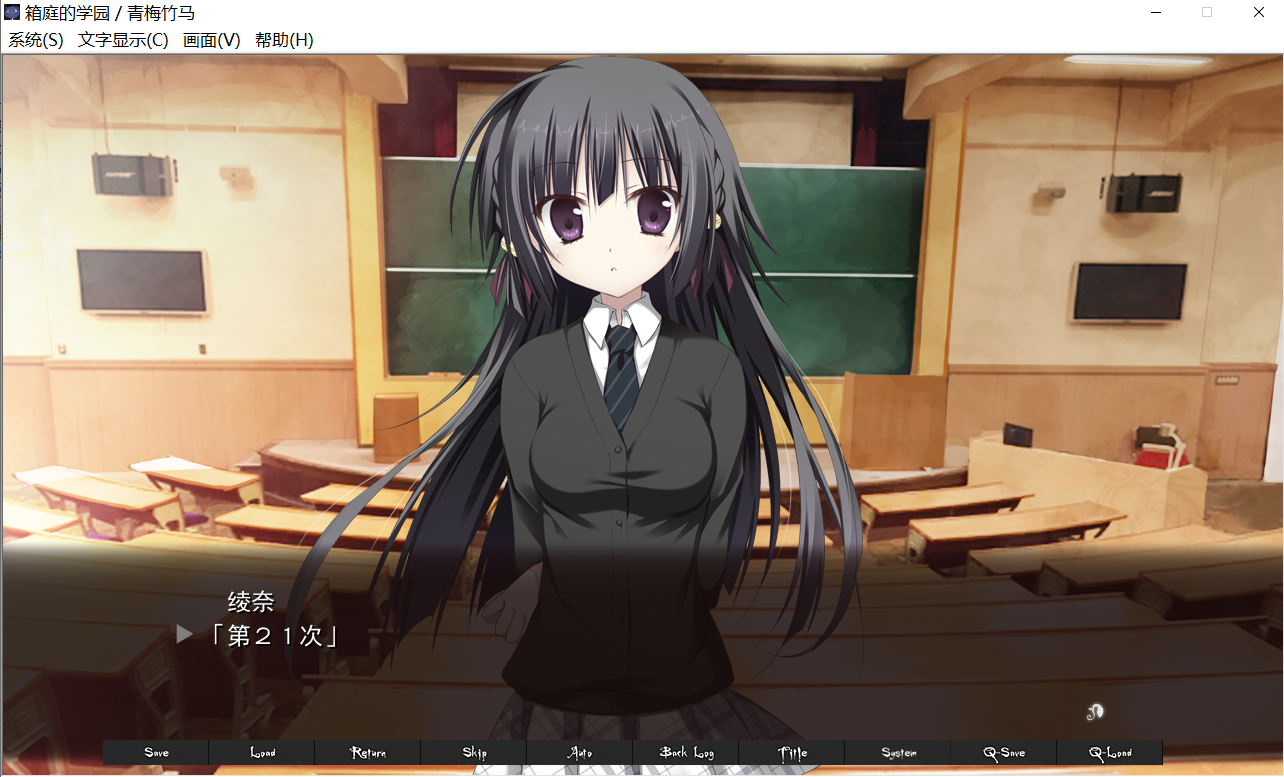 箱庭的学园 / 青梅竹马
系统(S) 文字显示(C) 画面(V) 帮助(H)
绫奈
「第２１次」
Save Load Return Skip Auto Back Log Title System Q-Save Q-Load